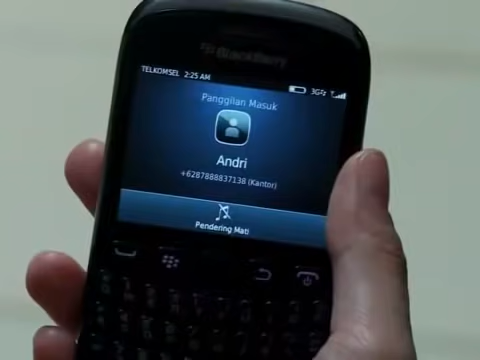 BlackBerry
TELKOMSEL 2:25 AM
3G
Panggilan Masuk
Andri
+6287888837138 (Kantor)
Pendering Mati